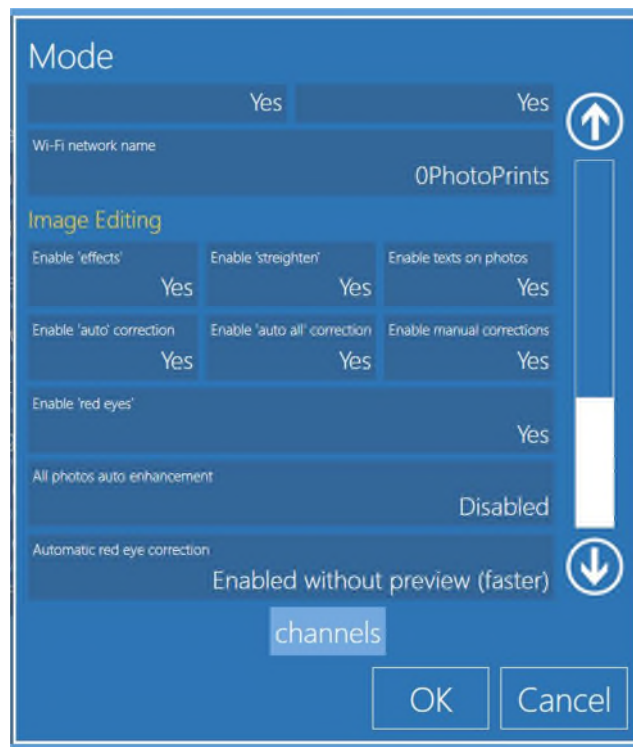 Mode
Yes Yes
Wi-Fi network name
0PhotoPrints
Image Editing
Enable 'effects' Enable 'streighten' Enable texts on photos
Yes Yes Yes
Enable 'auto' correction Enable 'auto all' correction Enable manual corrections
Yes Yes Yes
Enable 'red eyes'
Yes
All photos auto enhancement
Disabled
Automatic red eye correction
Enabled without preview (faster)
channels
OK Cancel